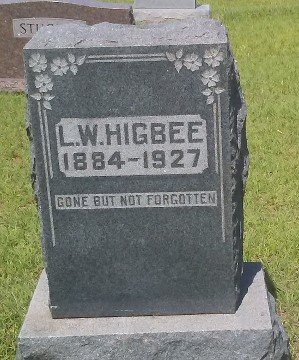 L.W. HIGBEE
1884-1927
GONE BUT NOT FORGOTTEN